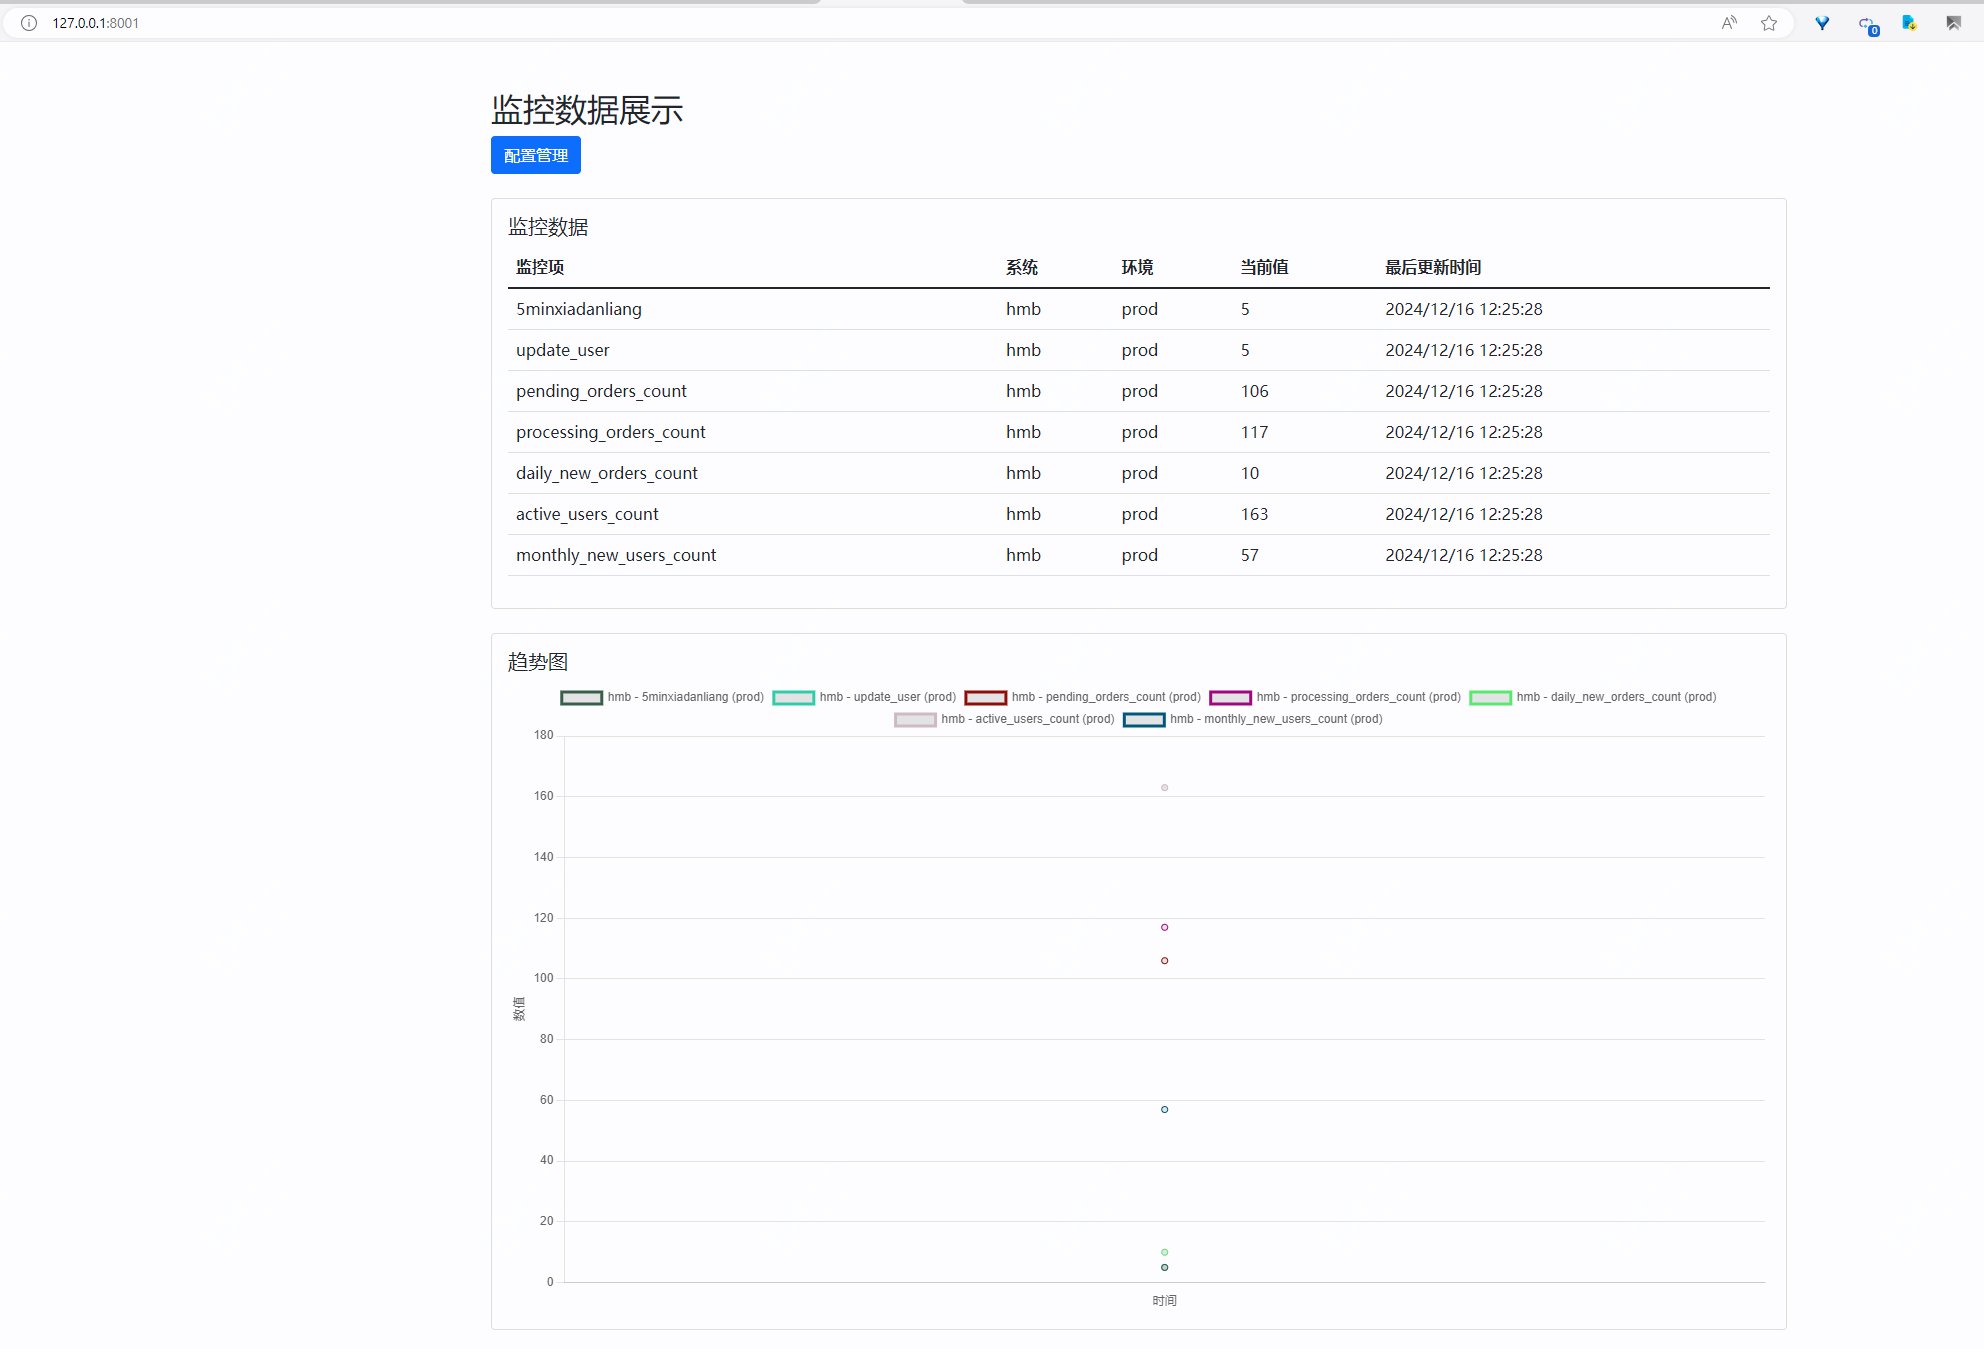 127.0.0.1:8001
0
监控数据展示
配置管理
监控数据
监控项 系统 环境 当前值 最后更新时间
5minxiadanliang hmb prod 5 2024/12/16 12:25:28
update_user hmb prod 5 2024/12/16 12:25:28
pending_orders_count hmb prod 106 2024/12/16 12:25:28
processing_orders_count hmb prod 117 2024/12/16 12:25:28
daily_new_orders_count hmb prod 10 2024/12/16 12:25:28
active_users_count hmb prod 163 2024/12/16 12:25:28
monthly_new_users_count hmb prod 57 2024/12/16 12:25:28
趋势图
hmb - 5minxiadanliang (prod) hmb - update_user (prod) hmb - pending_orders_count (prod) hmb - processing_orders_count (prod) hmb - daily_new_orders_count (prod)
hmb - active_users_count (prod) hmb - monthly_new_users_count (prod)
180
160
140
120
100
数值
80
60
40
20
0
时间